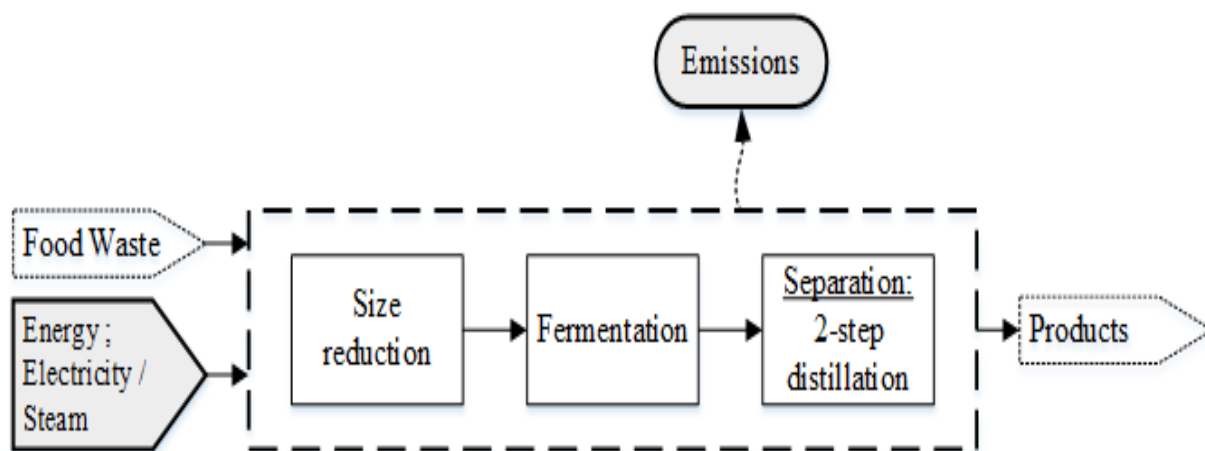 Emissions
Food Waste
Energy ;
Electricity /
Steam
Size
reduction
Fermentation
Separation:
2-step
distillation
Products